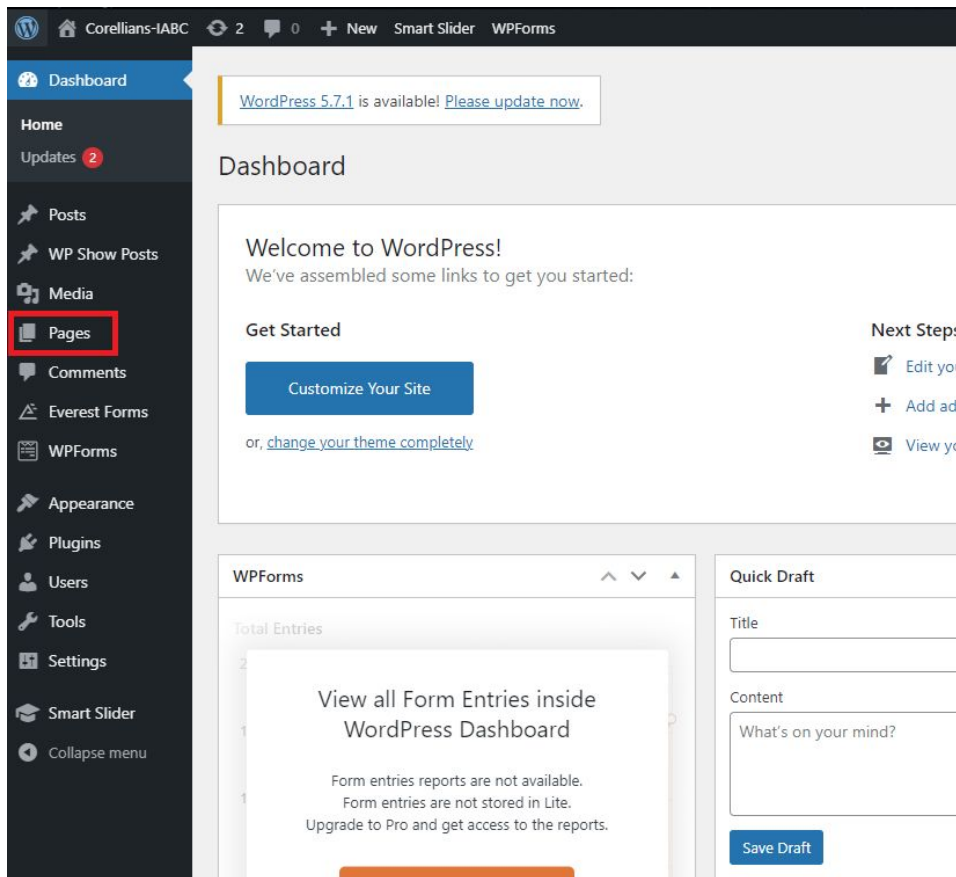 Corellians-IABC 2 0 New Smart Slider WPForms
Dashboard
Home
Updates 2
Posts
WP Show Posts
Media
Pages
Comments
Everest Forms
WPForms
Appearance
Plugins
Users
Tools
Settings
Smart Slider
Collapse menu
WordPress 5.7.1 is available! Please update now.
Dashboard
Welcome to WordPress!
We've assembled some links to get you started:
Get Started
Customize Your Site
or, change your theme completely
Next Steps
Edit yo
Add ad
View yo
WPForms
Total Entries
2
1
1
View all Form Entries inside
WordPress Dashboard
Form entries reports are not available.
Form entries are not stored in Lite.
Upgrade to Pro and get access to the reports.
Quick Draft
Title
Content
What's on your mind?
Save Draft